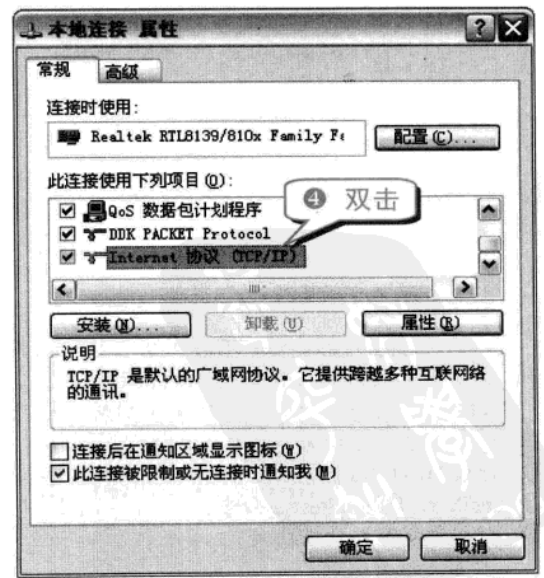 本地连接 属性
常规 高级
连接时使用:
Realtek RTL8139/810x Family Fa
配置(C)...
此连接使用下列项目(O):
❹ 双击
QoS 数据包计划程序
DDK PACKET Protocol
Internet 协议 (TCP/IP)
安装(N)... 卸载(U) 属性(R)
说明
TCP/IP 是默认的广域网协议。它提供跨越多种互联网络
的通讯。
连接后在通知区域显示图标(W)
此连接被限制或无连接时通知我(M)
确定 取消